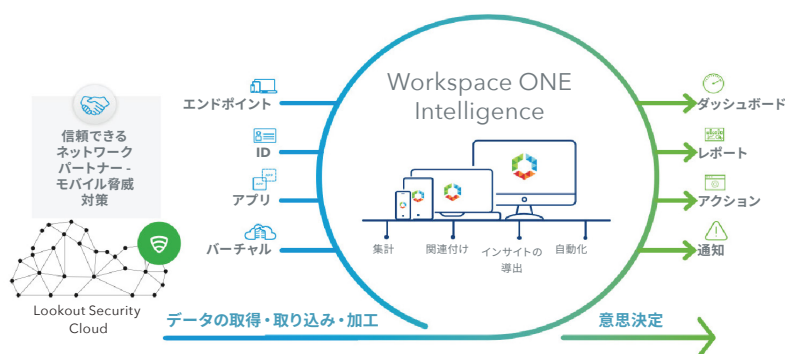 信頼できる
ネットワーク
パートナー -
モバイル脅威
対策
Lookout Security
Cloud
エンドポイント
ID
アプリ
バーチャル
Workspace ONE
Intelligence
集計
関連付け
インサイトの
導出
自動化
ダッシュボード
レポート
アクション
通知
データの取得・取り込み・加工
意思決定